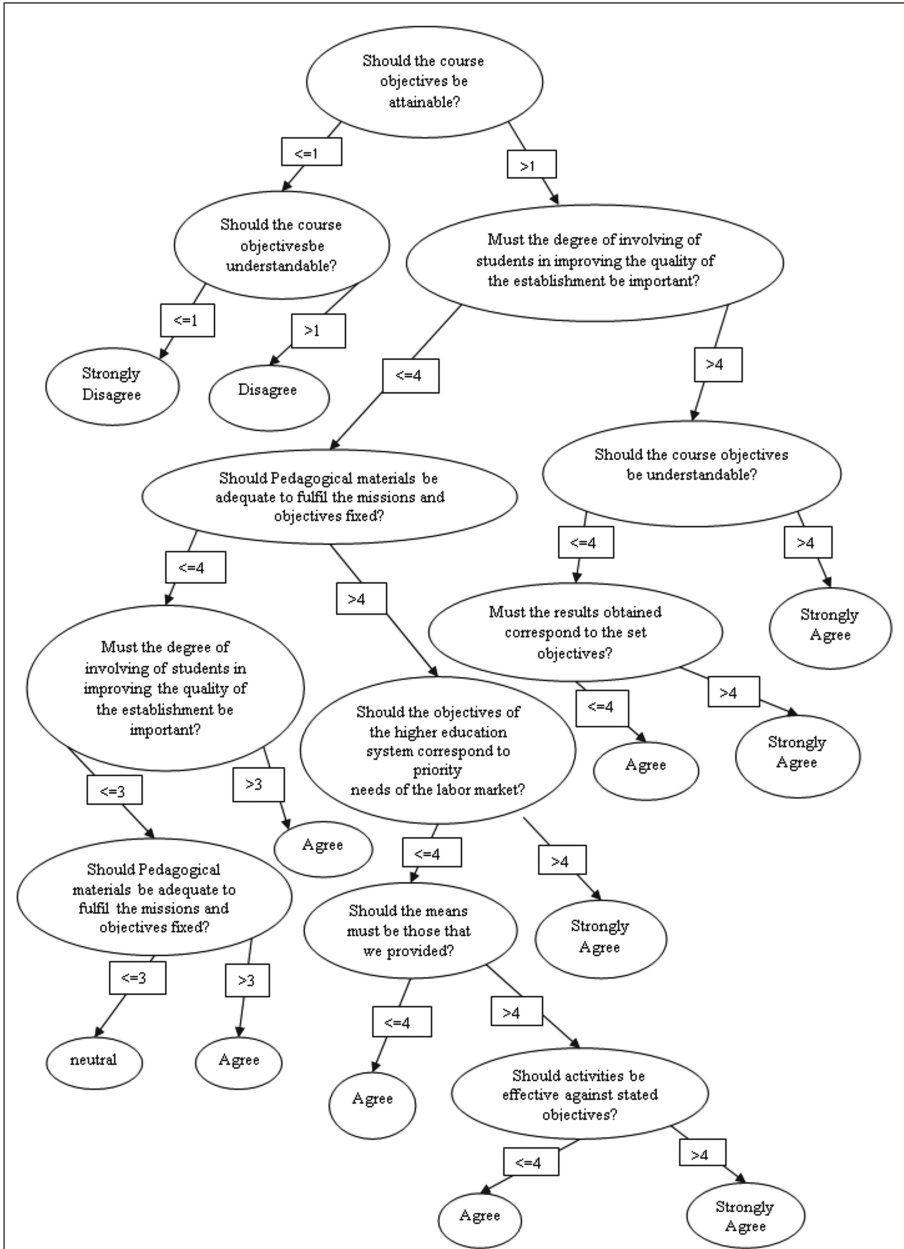 Should the course
objectives be
attainable?
<=1
>1
Should the course
objectivesbe
understandable?
Must the degree of involving of
students in improving the quality of
the establishment be important?
<=1
>1
<=4
>4
Strongly
Disagree
Disagree
Should Pedagogical materials be
adequate to fulfil the missions and
objectives fixed?
Should the course objectives
be understandable?
<=4
>4
<=4
>4
Must the degree of
involving of students in
improving the quality of
the establishment be
important?
Must the results obtained
correspond to the set
objectives?
Strongly
Agree
Should the objectives of
the higher education
system correspond to
priority
needs of the labor market?
<=4
>4
Agree
Strongly
Agree
<=3
>3
Agree
<=4
>4
Should Pedagogical
materials be adequate to
fulfil the missions and
objectives fixed?
Should the means
must be those that
we provided?
Strongly
Agree
<=3
>3
<=4
>4
neutral
Agree
Agree
Should activities be
effective against stated
objectives?
<=4
>4
Agree
Strongly
Agree